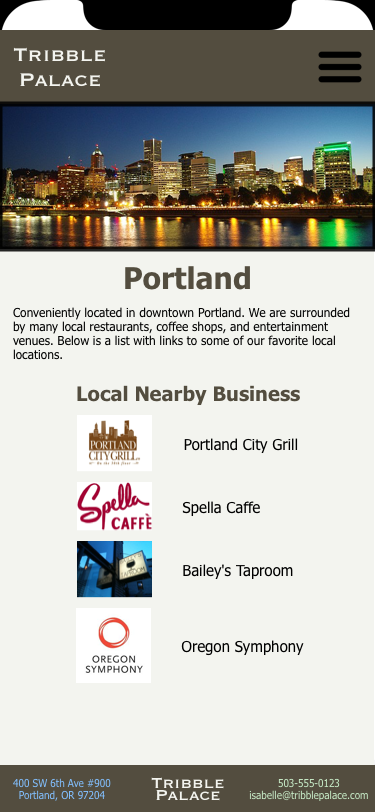 TRIBBLE
PALACE
Portland
Conveniently located in downtown Portland. We are surrounded
by many local restaurants, coffee shops, and entertainment
venues. Below is a list with links to some of our favorite local
locations.
Local Nearby Business
PORTLAND
CITY GRILL
Portland City Grill
Spella
CAFFÈ
Spella Caffe
Bailey's Taproom
OREGON
SYMPHONY
Oregon Symphony
400 SW 6th Ave #900
Portland, OR 97204
TRIBBLE
PALACE
503-555-0123
isabelle@tribblepalace.com